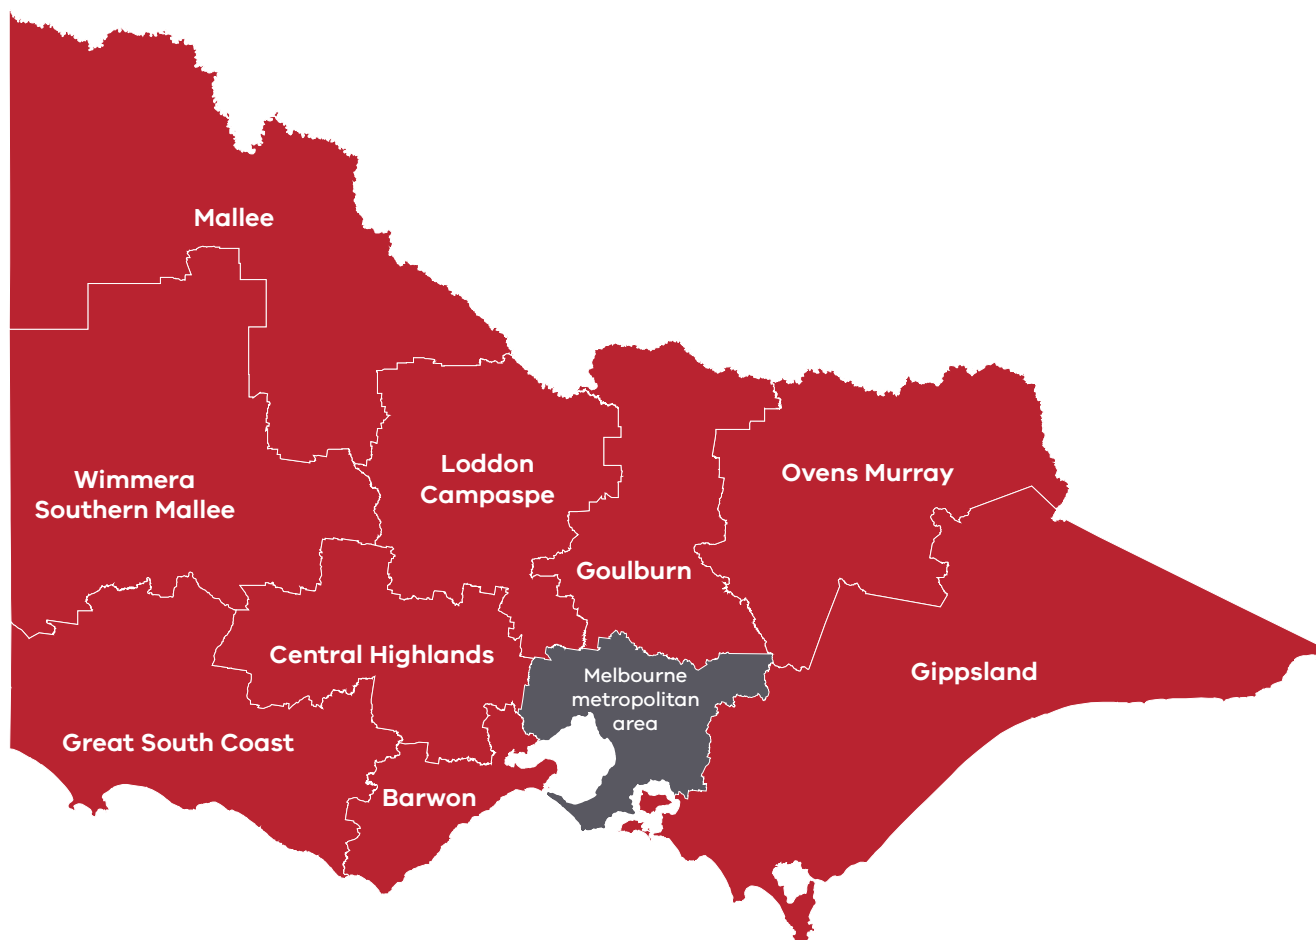 Mallee
Wimmera
Southern Mallee
Loddon
Campaspe
Ovens Murray
Goulburn
Central Highlands
Melbourne
metropolitan
area
Gippsland
Great South Coast
Barwon